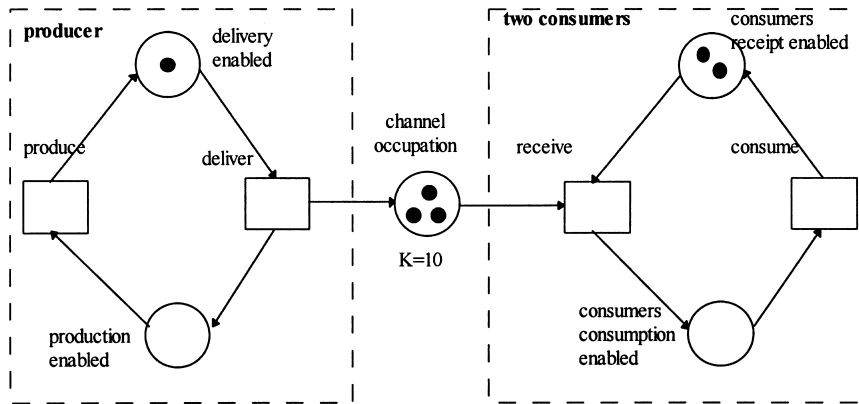 producer
delivery
enabled
produce
deliver
production
enabled
channel
occupation
K=10
two consumers
consumers
receipt enabled
receive
consume
consumers
consumption
enabled